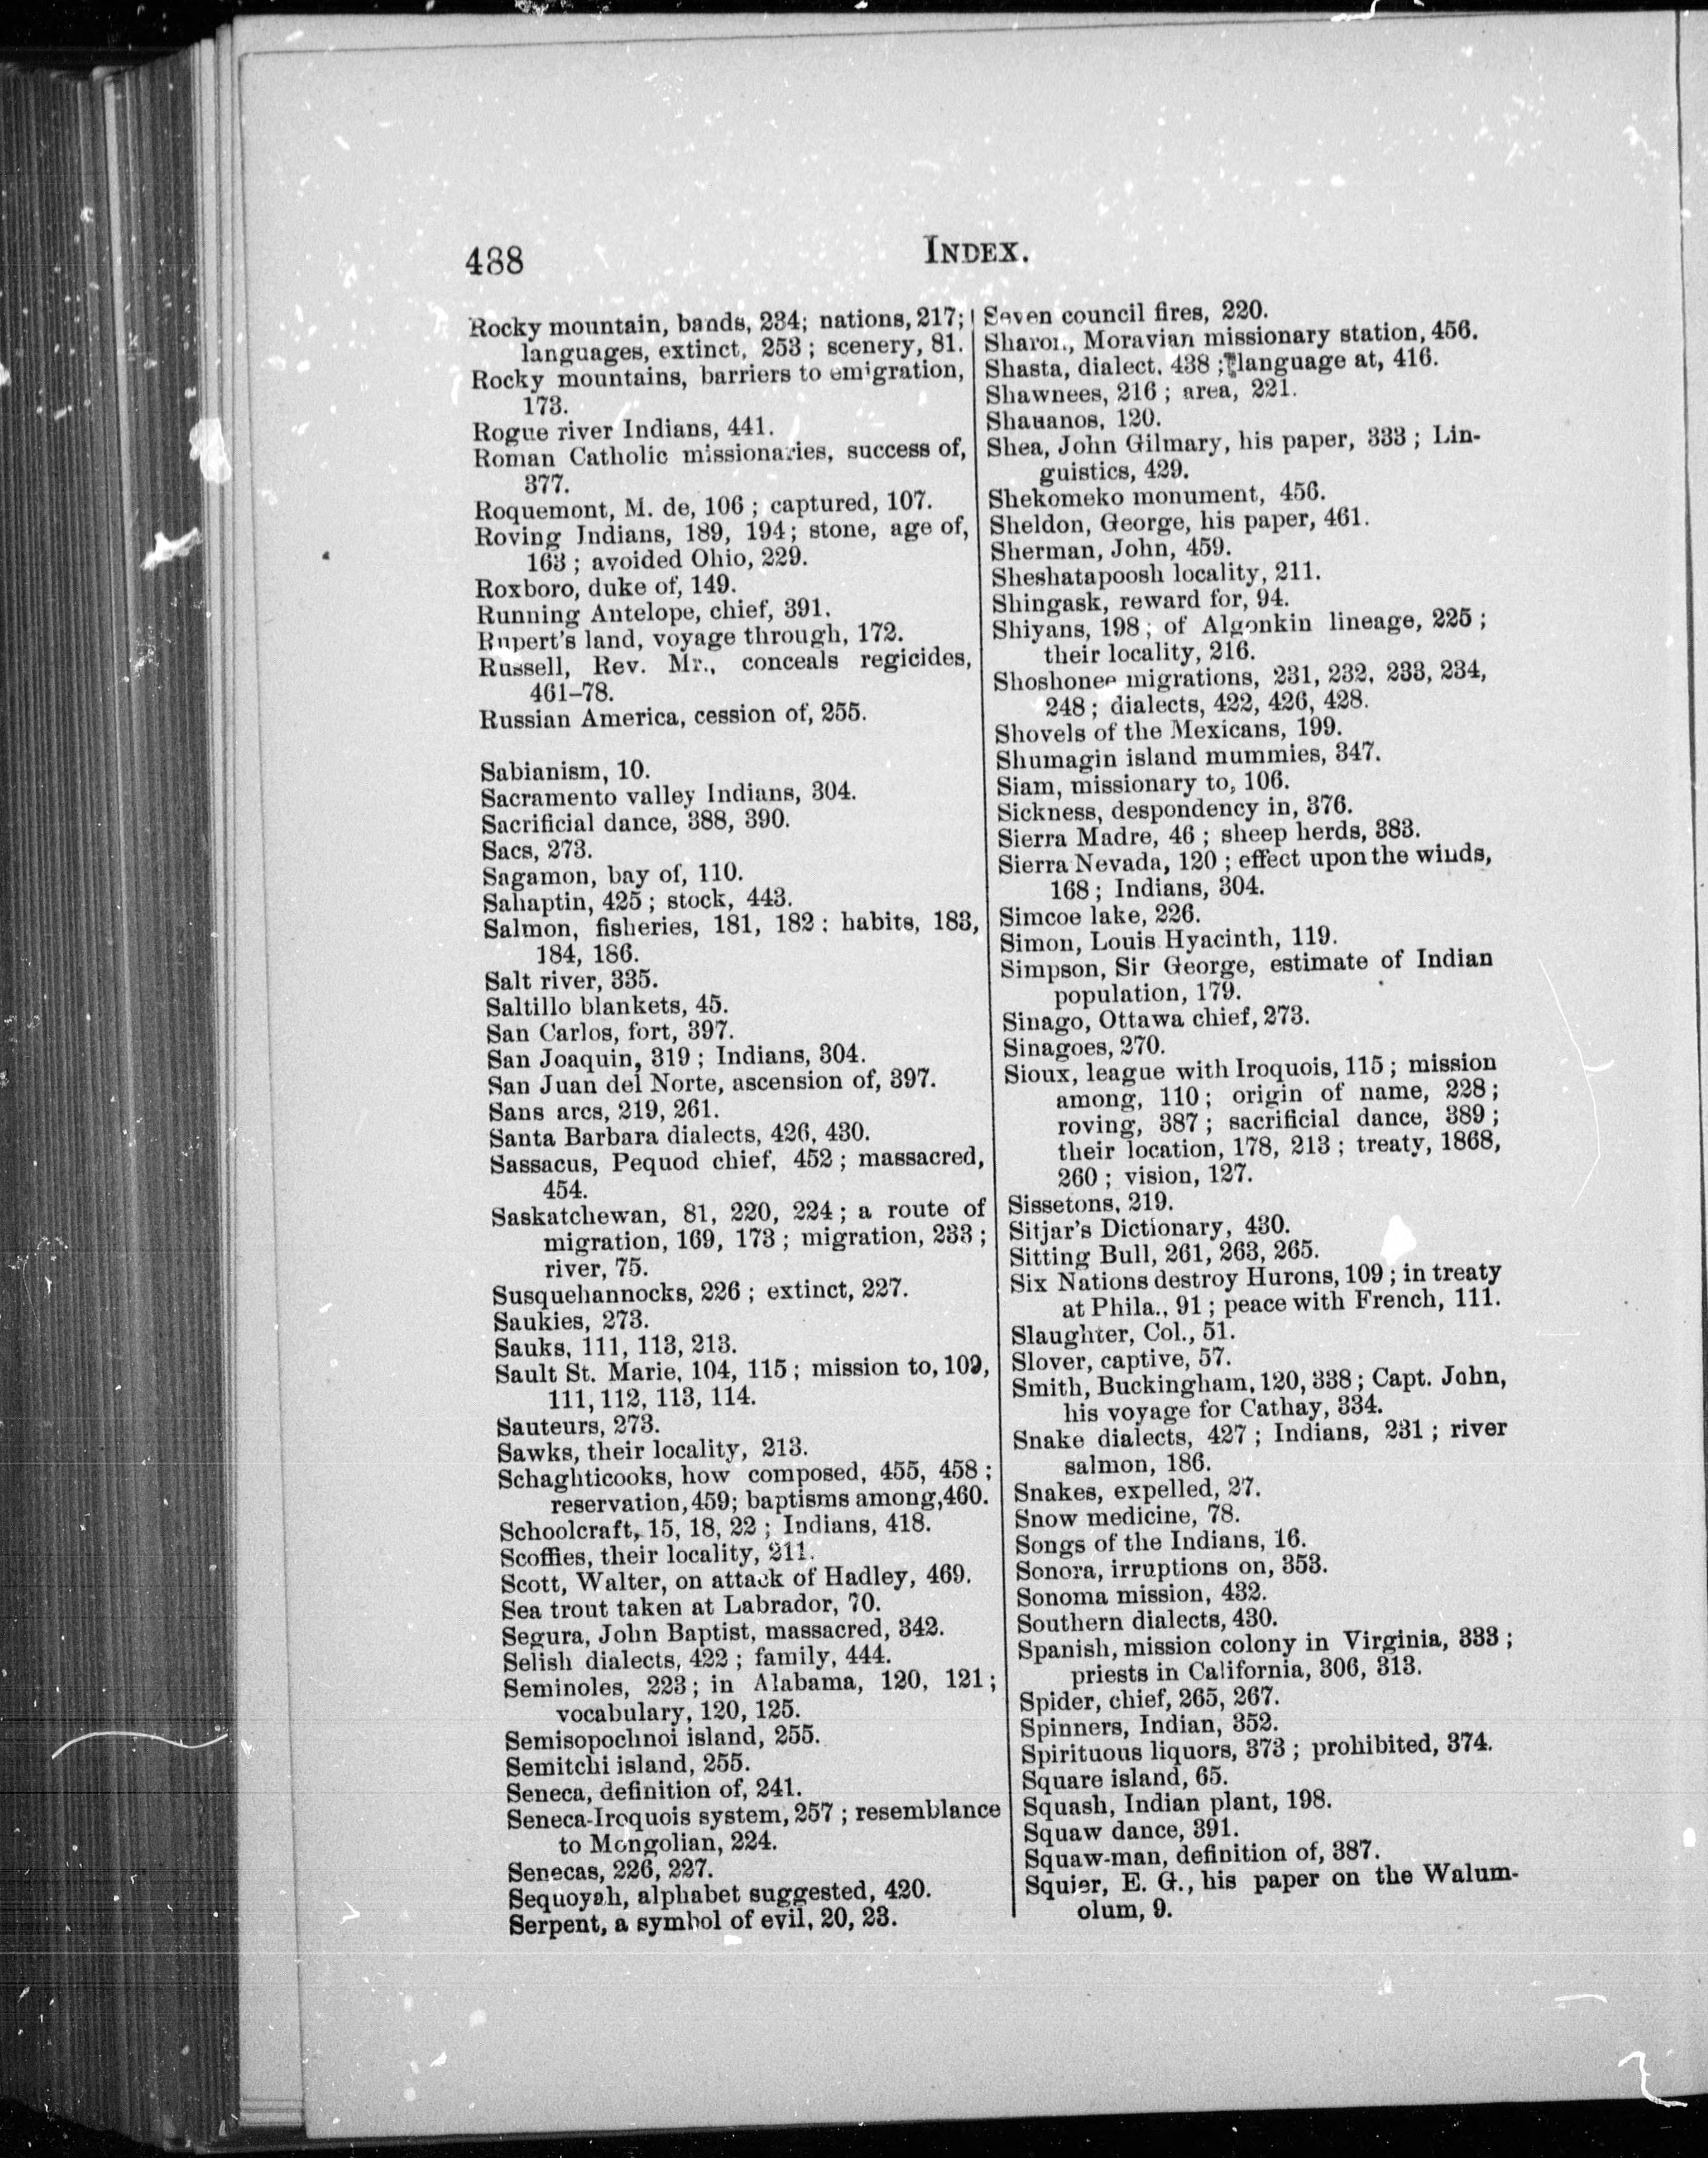 488
INDEX.
Rocky mountain, bands, 234; nations, 217;
languages, extinct, 253; scenery, 81.
Rocky mountains, barriers to emigration,
173.
Rogue river Indians, 441.
Roman Catholic missionaries, success of,
377.
Roquemont, M. de, 106; captured, 107.
Roving Indians, 189, 194; stone, age of,
163; avoided Ohio, 229.
Roxboro, duke of, 149.
Running Antelope, chief, 391.
Rupert's land, voyage through, 172.
Russell, Rev. Mr., conceals regicides,
461-78.
Russian America, cession of, 255.
Sabianism, 10.
Sacramento valley Indians, 304.
Sacrificial dance, 388, 390.
Sacs, 273.
Sagamon, bay of, 110.
Sahaptin, 425; stock, 443.
Salmon, fisheries, 181, 182: habits, 183,
184, 186.
Salt river, 335.
Saltillo blankets, 45.
San Carlos, fort, 397.
San Joaquin, 319; Indians, 304.
San Juan del Norte, ascension of, 397.
Sans arcs, 219, 261.
Santa Barbara dialects, 426, 430.
Sassacus, Pequod chief, 452; massacred,
454.
Saskatchewan, 81, 220, 224; a route of
migration, 169, 173; migration, 233;
river, 75.
Susquehannocks, 226; extinct, 227.
Saukies, 273.
Sauks, 111, 113, 213.
Sault St. Marie, 104, 115; mission to, 109,
111, 112, 113, 114.
Sauteurs, 273.
Sawks, their locality, 213.
Schaghticooks, how composed, 455, 458;
reservation, 459; baptisms among, 460.
Schoolcraft, 15, 18, 22; Indians, 418.
Scoffies, their locality, 211.
Scott, Walter, on attack of Hadley, 469.
Sea trout taken at Labrador, 70.
Segura, John Baptist, massacred, 342.
Selish dialects, 422; family, 444.
Seminoles, 223; in Alabama, 120, 121;
vocabulary, 120, 125.
Semisopochnoi island, 255.
Semitchi island, 255.
Seneca, definition of, 241.
Seneca-Iroquois system, 257; resemblance
to Mongolian, 224.
Senecas, 226, 227.
Sequoyah, alphabet suggested, 420.
Serpent, a symbol of evil, 20, 23.
Seven council fires, 220.
Sharon, Moravian missionary station, 456.
Shasta, dialect, 438; language at, 416.
Shawnees, 216; area, 221.
Shauanos, 120.
Shea, John Gilmary, his paper, 333; Lin-
guistics, 429.
Shekomeko monument, 456.
Sheldon, George, his paper, 461.
Sherman, John, 459.
Sheshatapoosh locality, 211.
Shingask, reward for, 94.
Shiyans, 198; of Algonkin lineage, 225;
their locality, 216.
Shoshonee migrations, 231, 232, 233, 234,
248; dialects, 422, 426, 428.
Shovels of the Mexicans, 199.
Shumagin island mummies, 347.
Siam, missionary to, 106.
Sickness, despondency in, 376.
Sierra Madre, 46; sheep herds, 383.
Sierra Nevada, 120; effect upon the winds,
168; Indians, 304.
Simcoe lake, 226.
Simon, Louis Hyacinth, 119.
Simpson, Sir George, estimate of Indian
population, 179.
Sinago, Ottawa chief, 273.
Sinagoes, 270.
Sioux, league with Iroquois, 115; mission
among, 110; origin of name, 228;
roving, 387; sacrificial dance, 389;
their location, 178, 213; treaty, 1868,
260; vision, 127.
Sissetons, 219.
Sitjar's Dictionary, 430.
Sitting Bull, 261, 263, 265.
Six Nations destroy Hurons, 109; in treaty
at Phila., 91; peace with French, 111.
Slaughter, Col., 51.
Slover, captive, 57.
Smith, Buckingham, 120, 338; Capt. John,
his voyage for Cathay, 334.
Snake dialects, 427; Indians, 231; river
salmon, 186.
Snakes, expelled, 27.
Snow medicine, 78.
Songs of the Indians, 16.
Sonora, irruptions on, 353.
Sonoma mission, 432.
Southern dialects, 430.
Spanish, mission colony in Virginia, 333;
priests in California, 306, 313.
Spider, chief, 265, 267.
Spinners, Indian, 352.
Spirituous liquors, 373; prohibited, 374.
Square island, 65.
Squash, Indian plant, 198.
Squaw dance, 391.
Squaw-man, definition of, 387.
Squier, E. G., his paper on the Walum-
olum, 9.